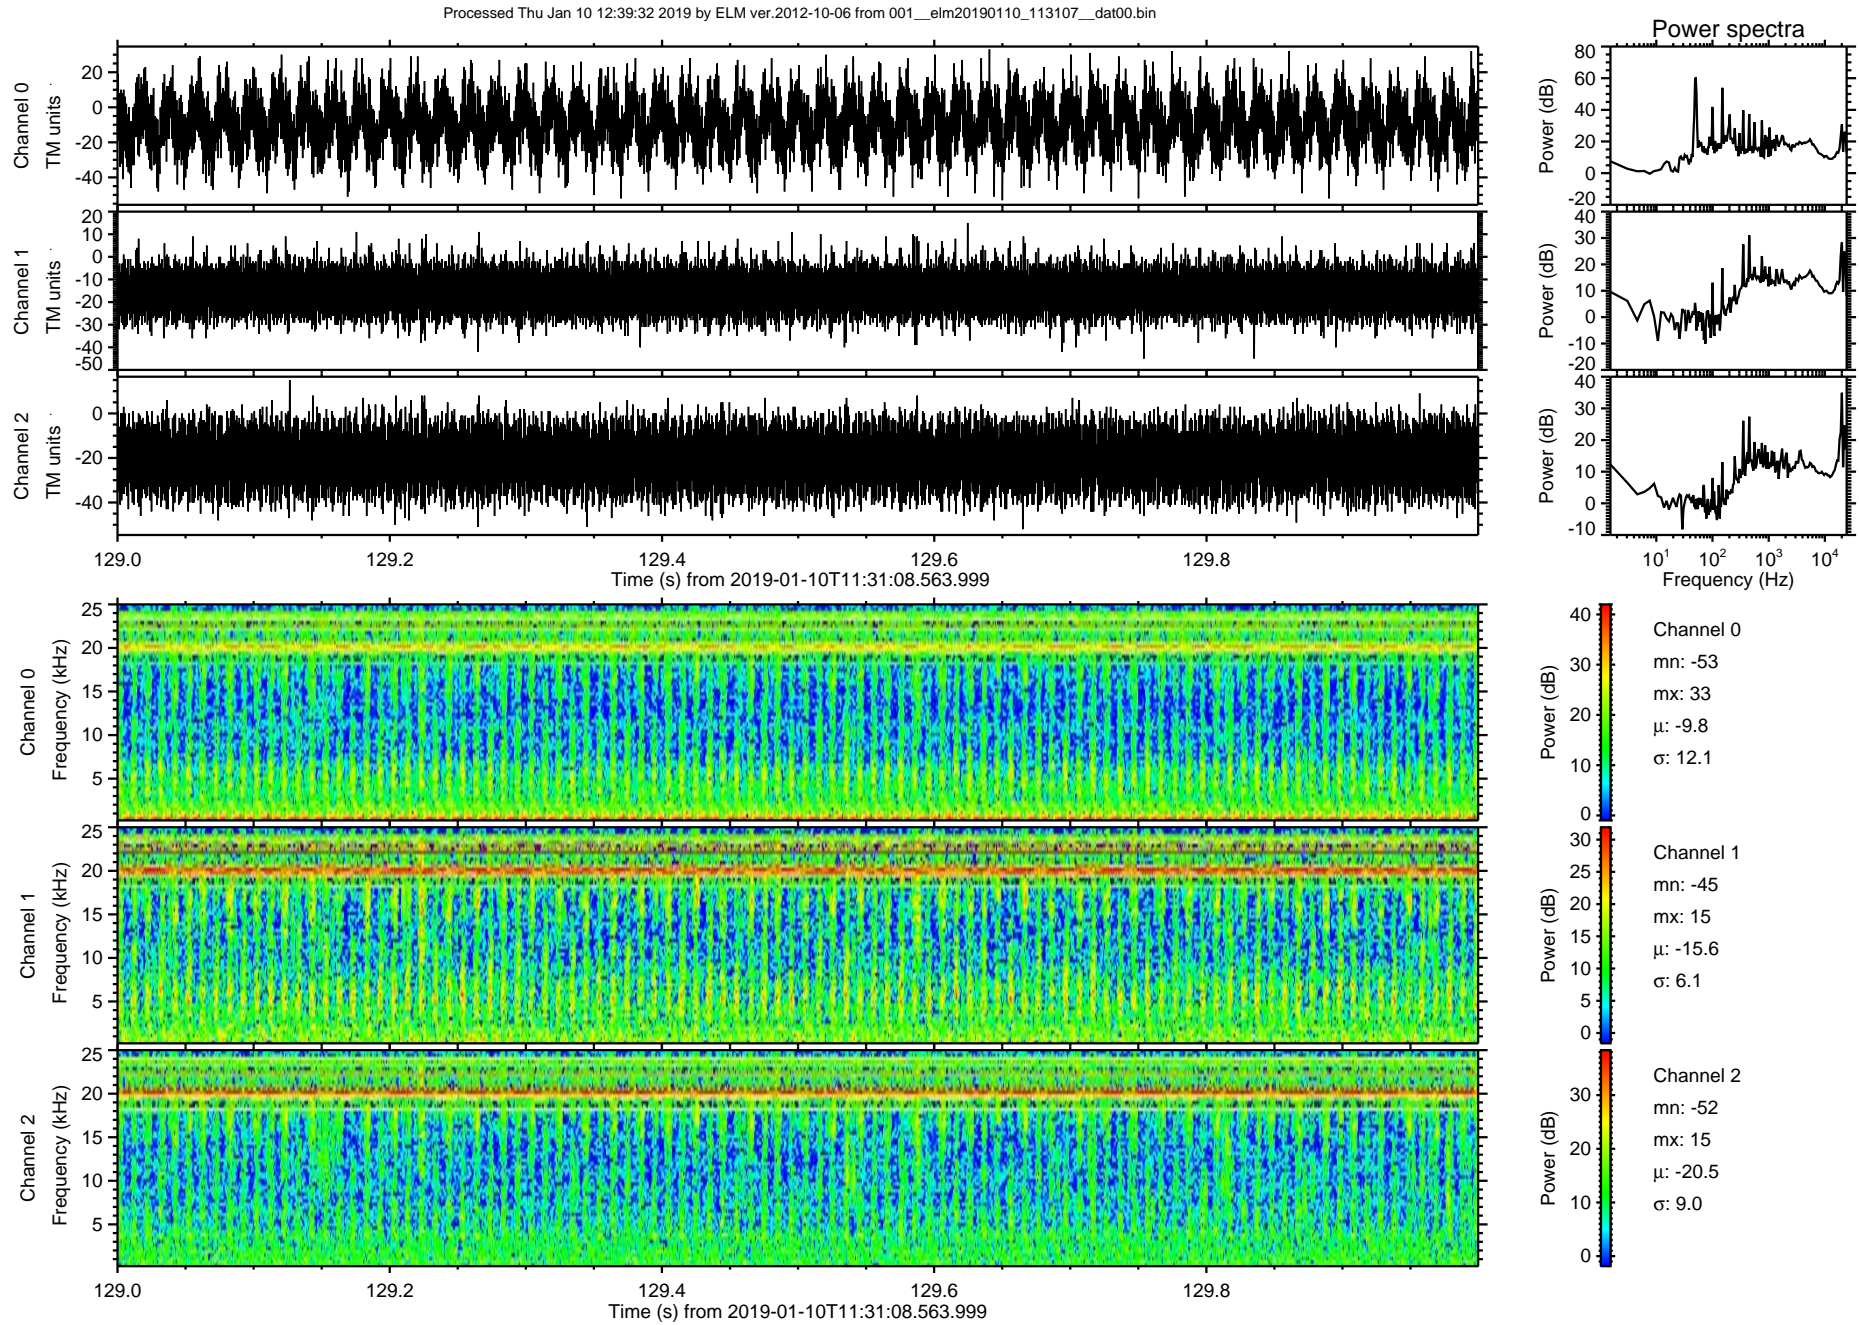 Processed Thu Jan 10 12:39:32 2019 by ELM ver.2012-10-06 from 001__elm20190110_113107__dat00.bin
Power spectra
Channel 0
TM units
20
0
-20
-40
Power (dB)
80
60
40
20
0
-20
Channel 1
TM units
20
10
0
-10
-20
-30
-40
-50
Power (dB)
40
30
20
10
0
-10
-20
Channel 2
TM units
0
-20
-40
Power (dB)
40
30
20
10
0
-10
129.0 129.2 129.4 129.6 129.8
Time (s) from 2019-01-10T11:31:08.563.999
10^1 10^2 10^3 10^4
Frequency (Hz)
Channel 0
Frequency (kHz)
25
20
15
10
5
Power (dB)
40
30
20
10
0
Channel 0
mn: -53
mx: 33
µ: -9.8
σ: 12.1
Channel 1
Frequency (kHz)
25
20
15
10
5
Power (dB)
30
25
20
15
10
5
0
Channel 1
mn: -45
mx: 15
µ: -15.6
σ: 6.1
Channel 2
Frequency (kHz)
25
20
15
10
5
Power (dB)
30
20
10
0
Channel 2
mn: -52
mx: 15
µ: -20.5
σ: 9.0
129.0 129.2 129.4 129.6 129.8
Time (s) from 2019-01-10T11:31:08.563.999